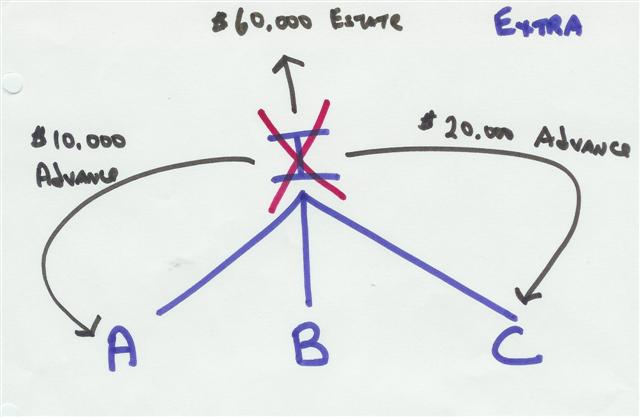 $60,000 ESTATE
EXTRA
$10,000
ADVANCE
$20,000 ADVANCE
I
A
B
C